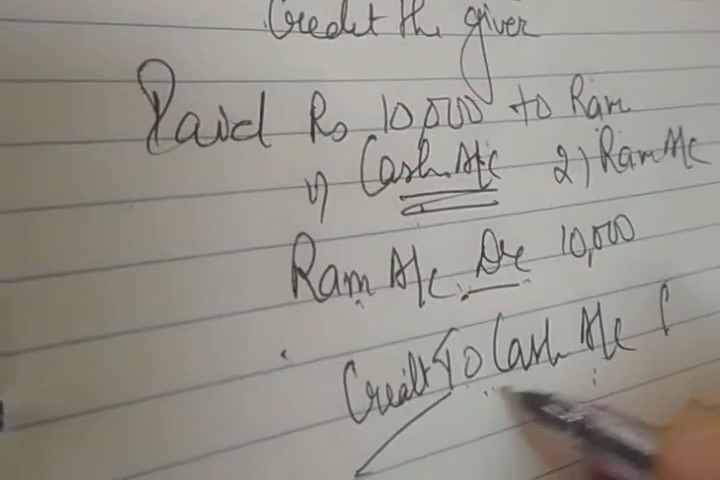 Credit the giver
Paid Rs 10,000 to Ram
1) Cash A/c 2) Ram A/c
Ram A/c Dr 10,000
Credit To Cash A/c (